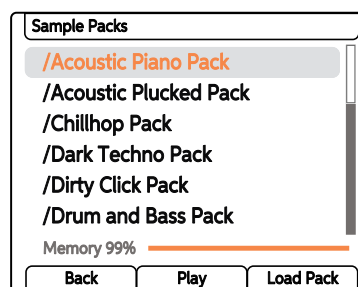 Sample Packs
/Acoustic Piano Pack
/Acoustic Plucked Pack
/Chillhop Pack
/Dark Techno Pack
/Dirty Click Pack
/Drum and Bass Pack
Memory 99%
Back Play Load Pack